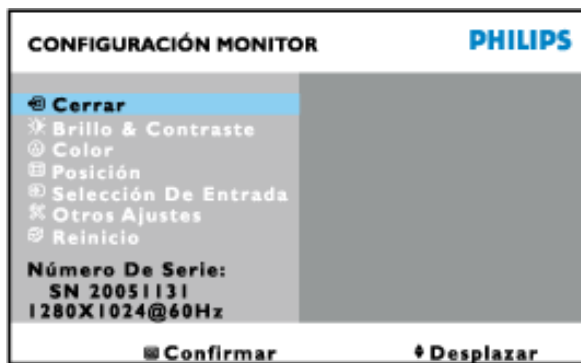 CONFIGURACIÓN MONITOR
PHILIPS
Cerrar
Brillo & Contraste
Color
Posición
Selección De Entrada
Otros Ajustes
Reinicio
Número De Serie:
SN 20051131
1280X1024@60Hz
Confirmar
Desplazar